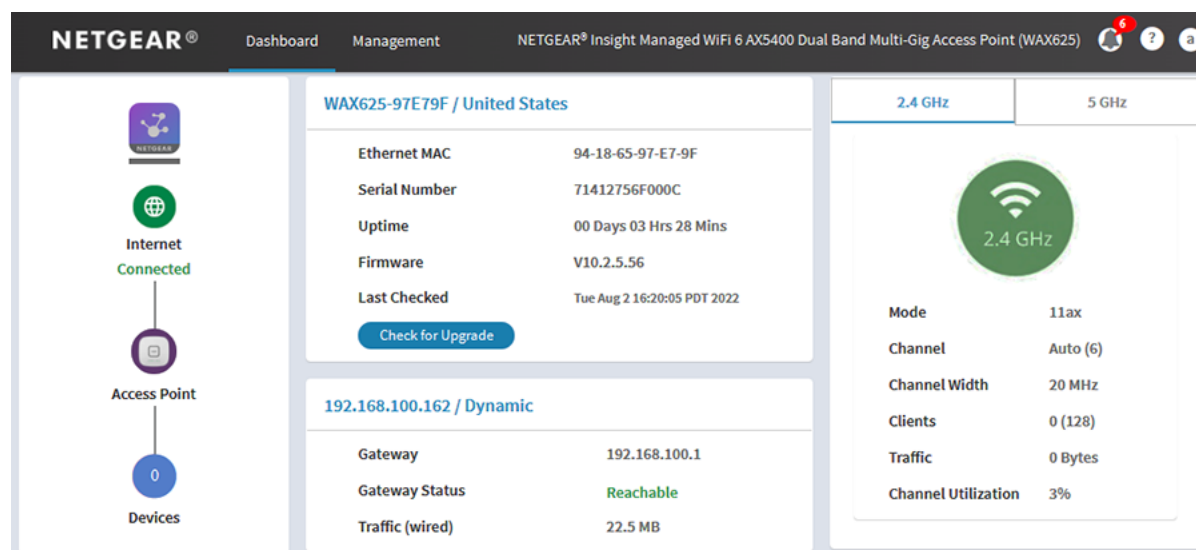 NETGEAR® Dashboard Management NETGEAR® Insight Managed WiFi 6 AX5400 Dual Band Multi-Gig Access Point (WAX625) 6 ? a
NETGEAR
Internet
Connected
Access Point
0
Devices
WAX625-97E79F / United States
Ethernet MAC 94-18-65-97-E7-9F
Serial Number 71412756F000C
Uptime 00 Days 03 Hrs 28 Mins
Firmware V10.2.5.56
Last Checked Tue Aug 2 16:20:05 PDT 2022
Check for Upgrade
192.168.100.162 / Dynamic
Gateway 192.168.100.1
Gateway Status Reachable
Traffic (wired) 22.5 MB
2.4 GHz 5 GHz
2.4 GHz
Mode 11ax
Channel Auto (6)
Channel Width 20 MHz
Clients 0 (128)
Traffic 0 Bytes
Channel Utilization 3%